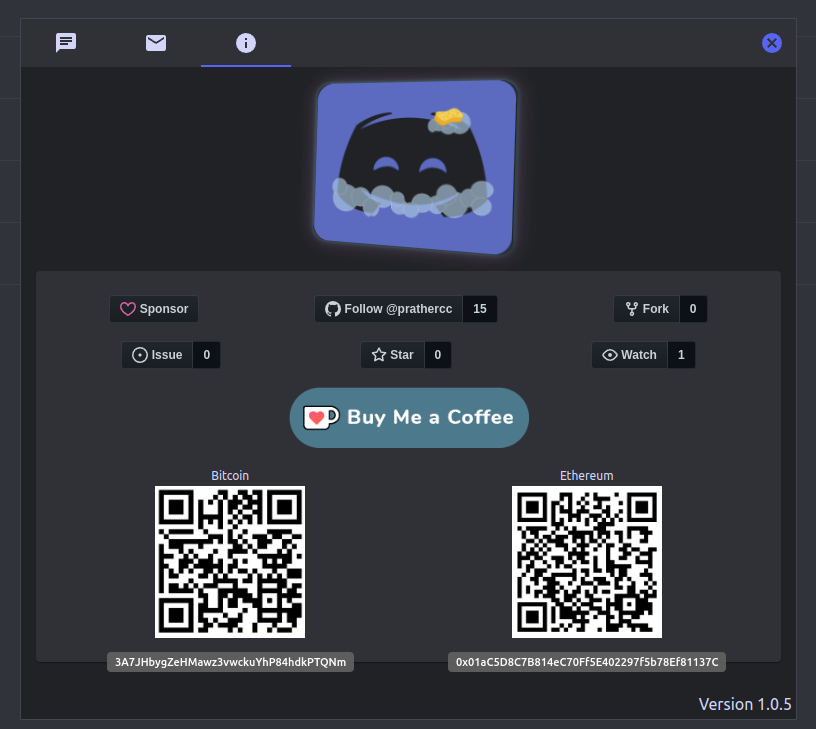 Sponsor
Follow @prathercc 15
Fork 0
Issue 0
Star 0
Watch 1
Buy Me a Coffee
Bitcoin
Ethereum
3A7JHbygZeHMawz3vwckuYhP84hdkPTQNm
0x01aC5D8C7B814eC70Ff5E402297f5b78Ef81137C
Version 1.0.5